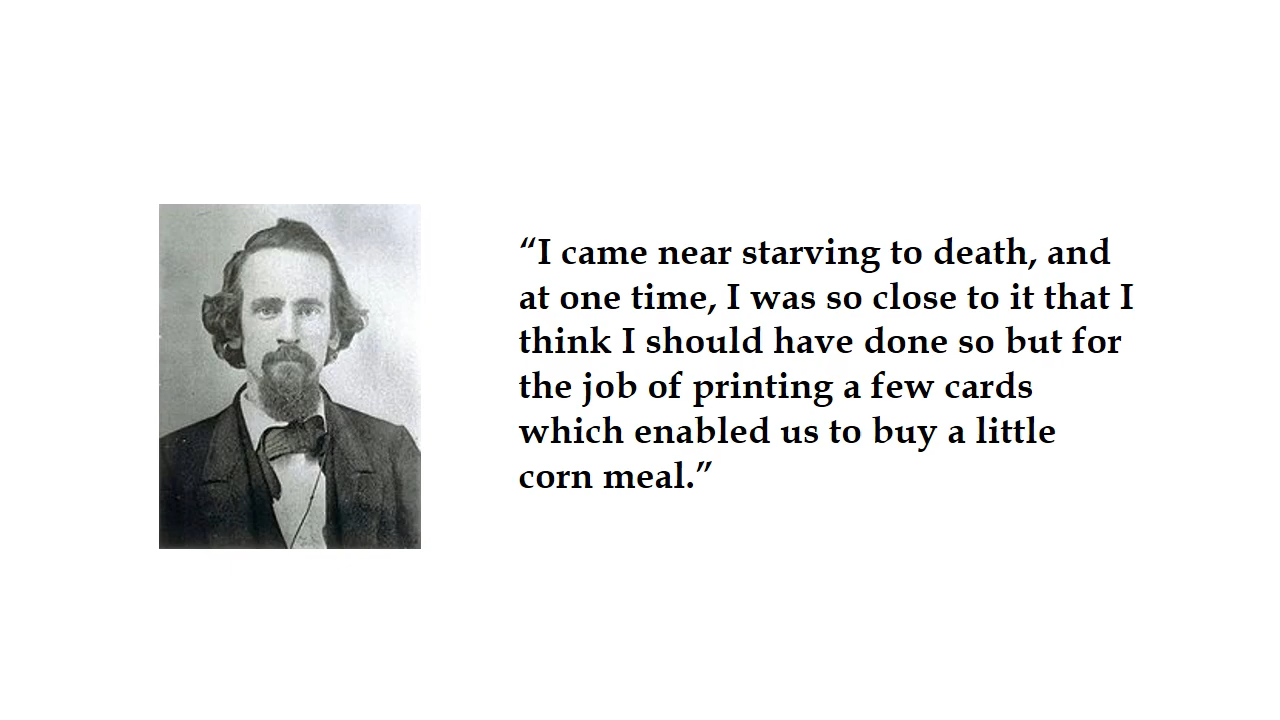 “I came near starving to death, and
at one time, I was so close to it that I
think I should have done so but for
the job of printing a few cards
which enabled us to buy a little
corn meal.”